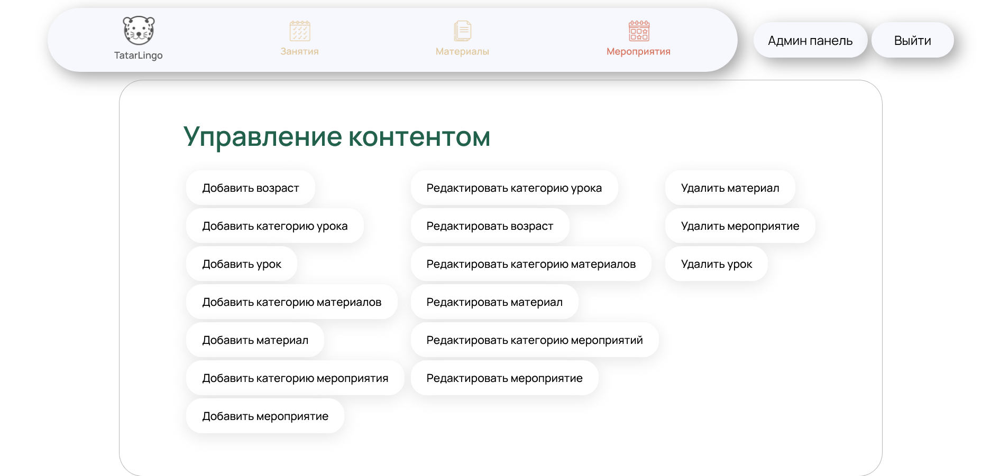 TatarLingo
Занятия
Материалы
Мероприятия
Админ панель
Выйти
Управление контентом
Добавить возраст
Добавить категорию урока
Добавить урок
Добавить категорию материалов
Добавить материал
Добавить категорию мероприятия
Добавить мероприятие
Редактировать категорию урока
Редактировать возраст
Редактировать категорию материалов
Редактировать материал
Редактировать категорию мероприятий
Редактировать мероприятие
Удалить материал
Удалить мероприятие
Удалить урок